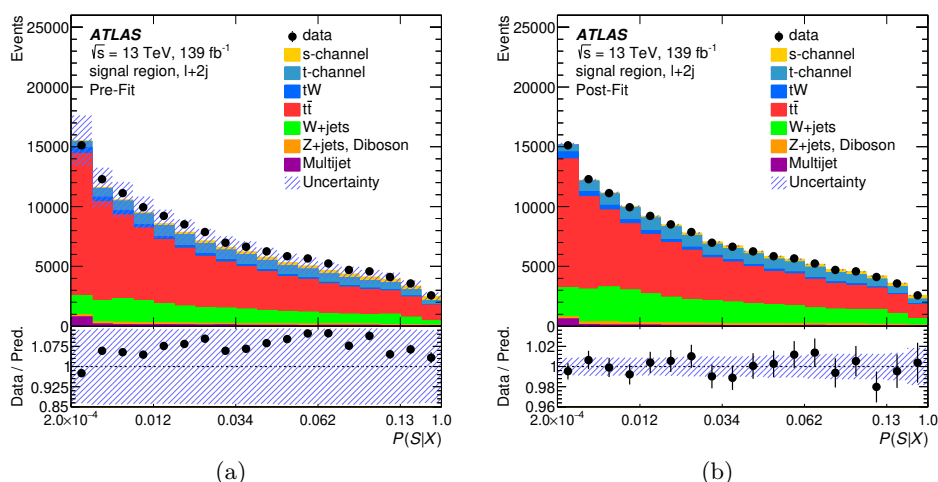 Events
25000
20000
15000
10000
5000
0
ATLAS
√s = 13 TeV, 139 fb⁻¹
signal region, l+2j
Pre-Fit
data
s-channel
t-channel
tW
tt̄
W+jets
Z+jets, Diboson
Multijet
Uncertainty
Data / Pred.
1.075
1
0.925
0.85
2.0×10⁻⁴ 0.012 0.034 0.062 0.13 1.0
P(S|X)
(a)
Events
25000
20000
15000
10000
5000
0
ATLAS
√s = 13 TeV, 139 fb⁻¹
signal region, l+2j
Post-Fit
data
s-channel
t-channel
tW
tt̄
W+jets
Z+jets, Diboson
Multijet
Uncertainty
Data / Pred.
1.02
1
0.98
0.96
2.0×10⁻⁴ 0.012 0.034 0.062 0.13 1.0
P(S|X)
(b)